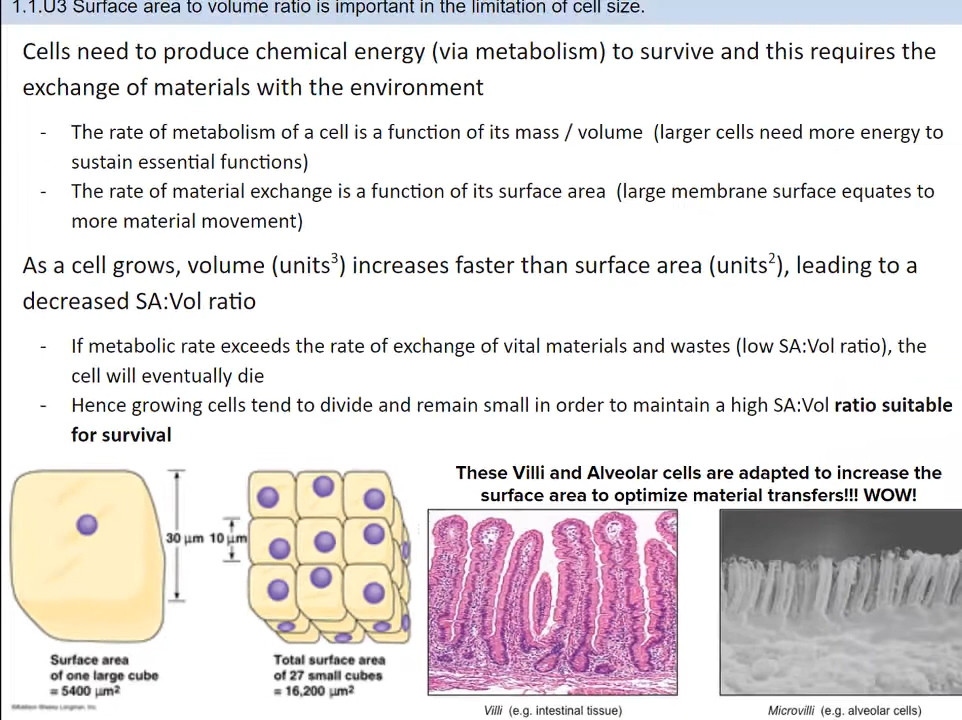 1.1.U3 Surface area to volume ratio is important in the limitation of cell size.
Cells need to produce chemical energy (via metabolism) to survive and this requires the
exchange of materials with the environment
- The rate of metabolism of a cell is a function of its mass / volume (larger cells need more energy to
sustain essential functions)
- The rate of material exchange is a function of its surface area (large membrane surface equates to
more material movement)
As a cell grows, volume (units³) increases faster than surface area (units²), leading to a
decreased SA:Vol ratio
- If metabolic rate exceeds the rate of exchange of vital materials and wastes (low SA:Vol ratio), the
cell will eventually die
- Hence growing cells tend to divide and remain small in order to maintain a high SA:Vol ratio suitable
for survival
These Villi and Alveolar cells are adapted to increase the
surface area to optimize material transfers!!! WOW!
30 µm 10 µm
Surface area
of one large cube
= 5400 µm²
Total surface area
of 27 small cubes
= 16,200 µm²
Villi (e.g. intestinal tissue)
Microvilli (e.g. alveolar cells)